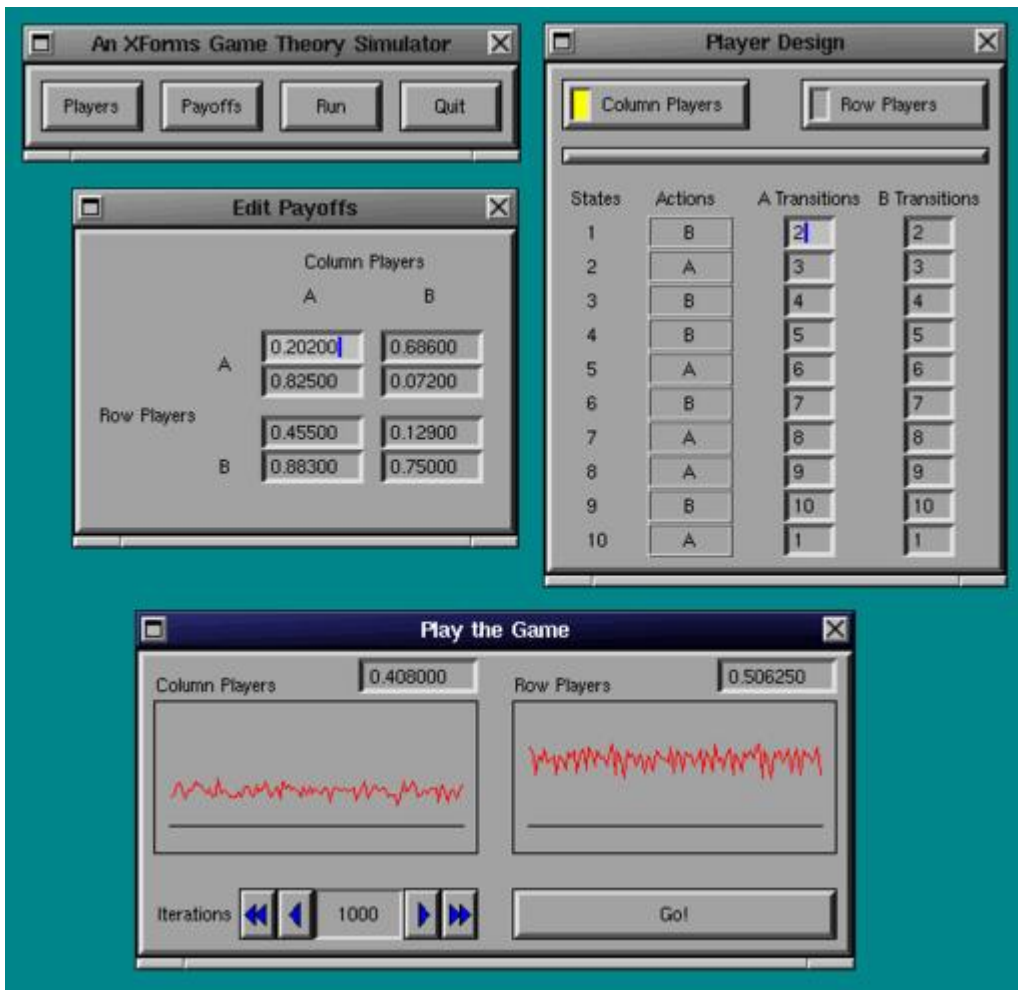 An XForms Game Theory Simulator
Players Payoffs Run Quit
Edit Payoffs
Column Players
A B
0.20200 0.68600
A
0.82500 0.07200
Row Players
0.45500 0.12900
B
0.88300 0.75000
Player Design
Column Players Row Players
States Actions A Transitions B Transitions
1 B 2 2
2 A 3 3
3 B 4 4
4 B 5 5
5 A 6 6
6 B 7 7
7 A 8 8
8 A 9 9
9 B 10 10
10 A 1 1
Play the Game
Column Players 0.408000 Row Players 0.506250
Iterations 1000 Go!